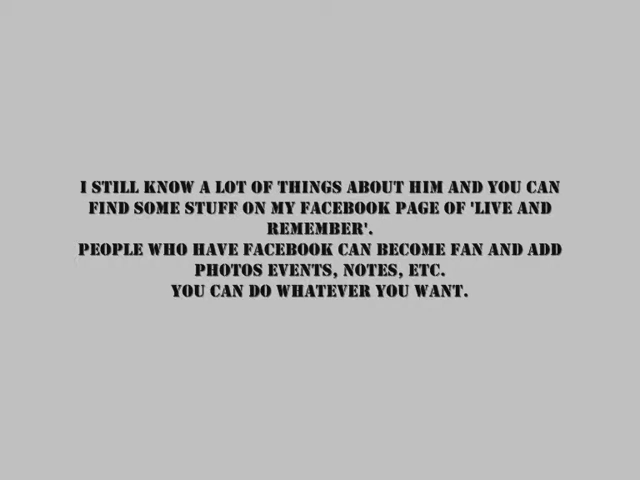 I STILL KNOW A LOT OF THINGS ABOUT HIM AND YOU CAN
FIND SOME STUFF ON MY FACEBOOK PAGE OF 'LIVE AND
REMEMBER'.
PEOPLE WHO HAVE FACEBOOK CAN BECOME FAN AND ADD
PHOTOS EVENTS, NOTES, ETC.
YOU CAN DO WHATEVER YOU WANT.